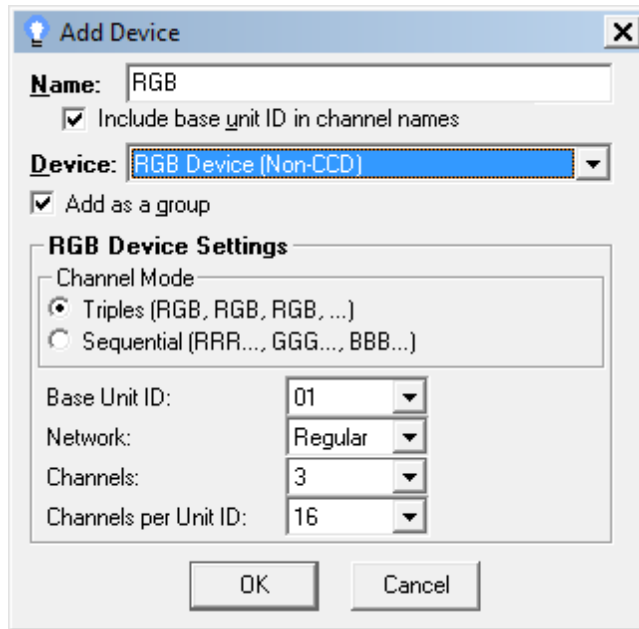 Add Device
Name: RGB
Include base unit ID in channel names
Device: RGB Device (Non-CCD)
Add as a group
RGB Device Settings
Channel Mode
Triples (RGB, RGB, RGB, ...)
Sequential (RRR..., GGG..., BBB...)
Base Unit ID: 01
Network: Regular
Channels: 3
Channels per Unit ID: 16
OK Cancel